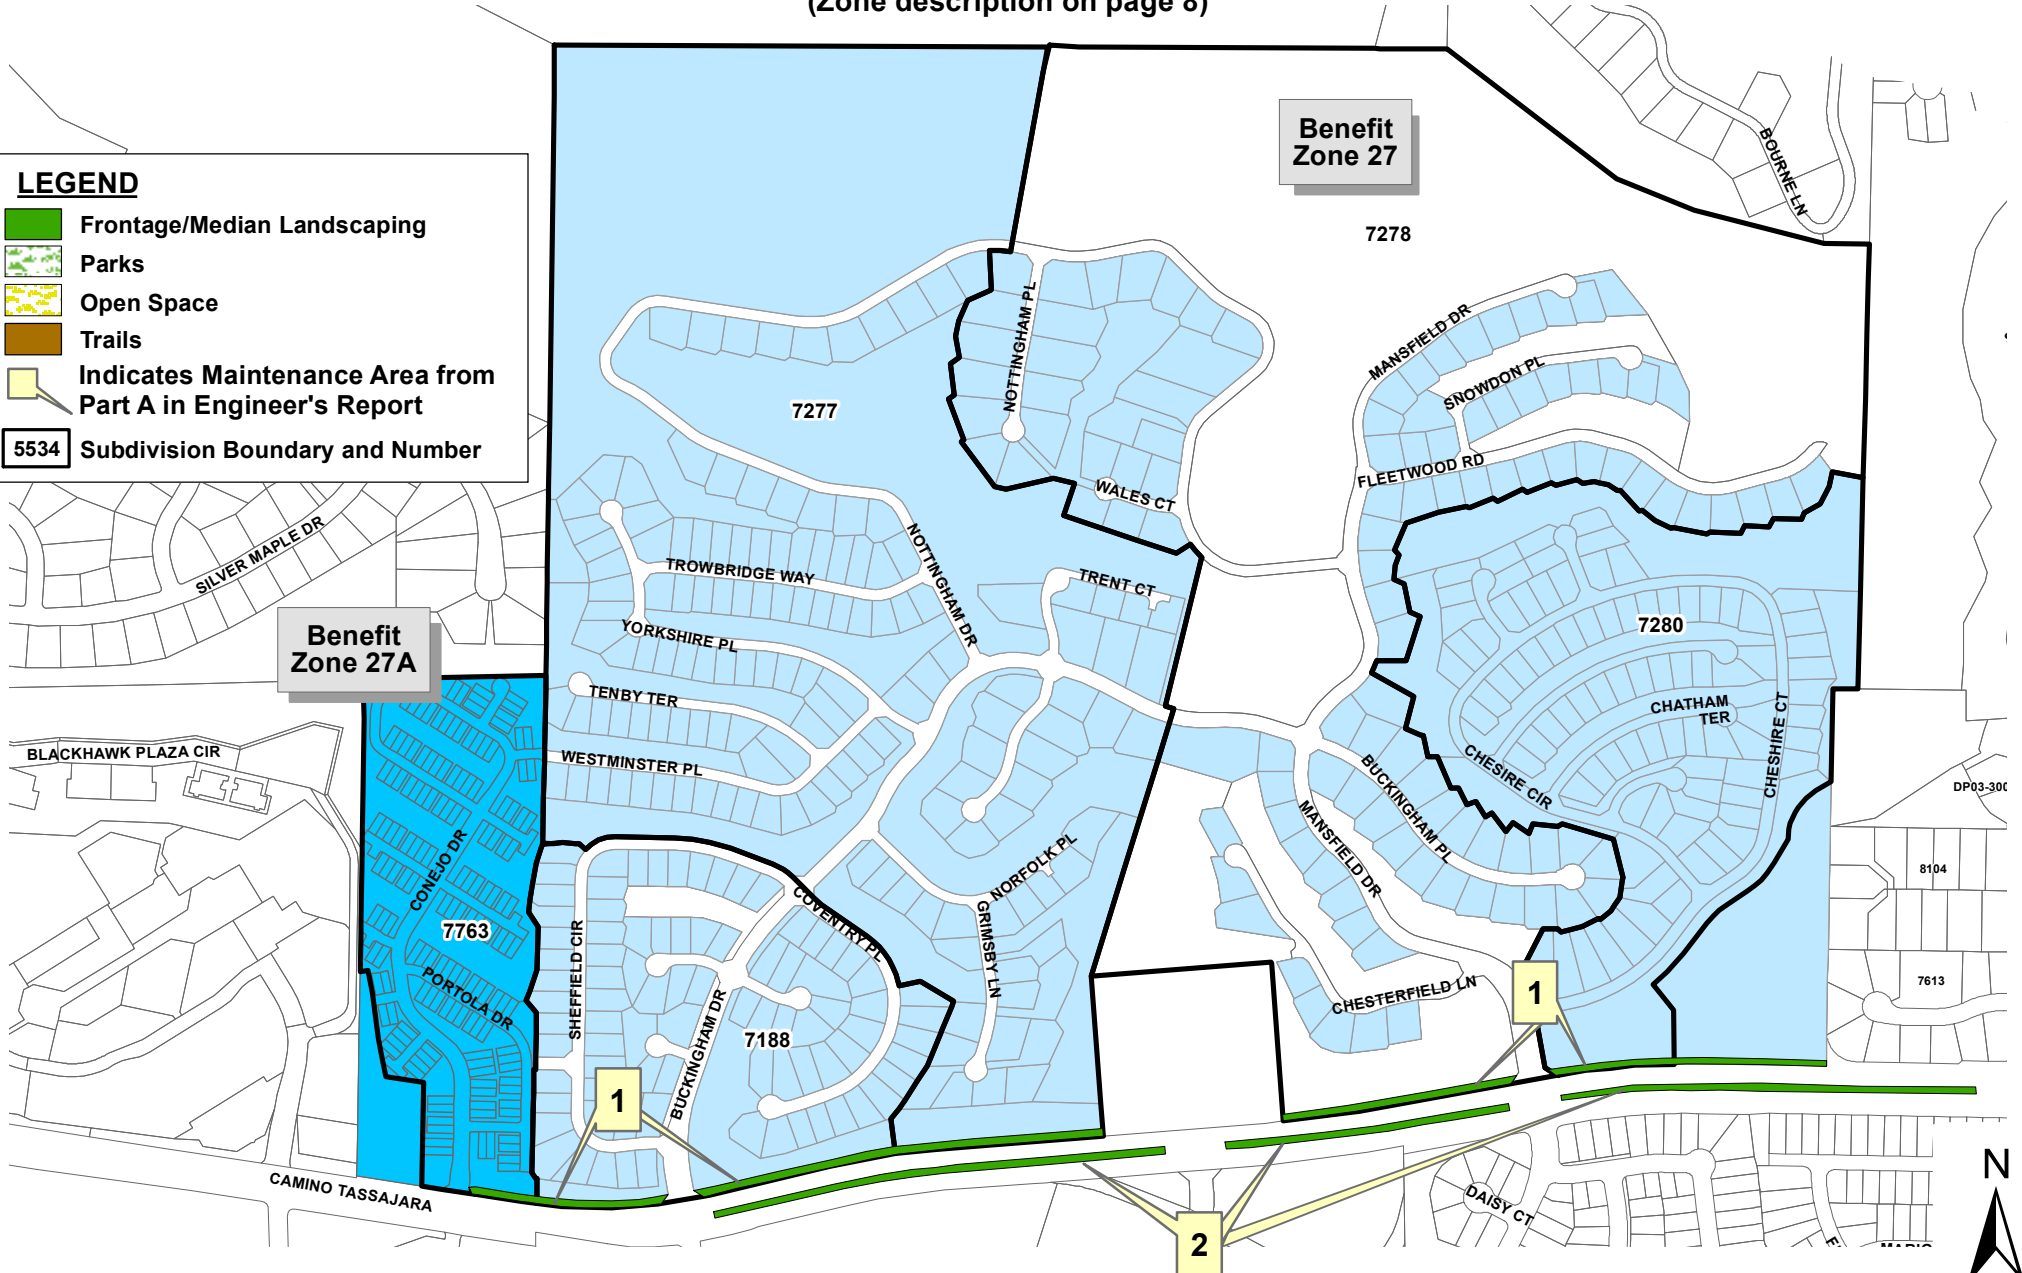 (Zone description on page 8)
Benefit
Zone 27
BOURNE LN
LEGEND
Frontage/Median Landscaping
Parks
Open Space
Trails
Indicates Maintenance Area from
Part A in Engineer's Report
5534 Subdivision Boundary and Number
7278
NOTTINGHAM PL
MANSFIELD DR
SNOWDON PL
7277
FLEETWOOD RD
WALES CT
SILVER MAPLE DR
NOTTINGHAM DR
TROWBRIDGE WAY
TRENT CT
Benefit
Zone 27A
YORKSHIRE PL
7280
TENBY TER
CHATHAM
TER
CHESHIRE CT
BLACKHAWK PLAZA CIR
WESTMINSTER PL
CHESIRE CIR
BUCKINGHAM PL
DP03-300
MANSFIELD DR
CONEJO DR
NORFOLK PL
8104
COVENTRY PL
7763
SHEFFIELD CIR
GRIMSBY LN
PORTOLA DR
CHESTERFIELD LN
1
7613
BUCKINGHAM DR
7188
1
CAMINO TASSAJARA
DAISY CT
N
2